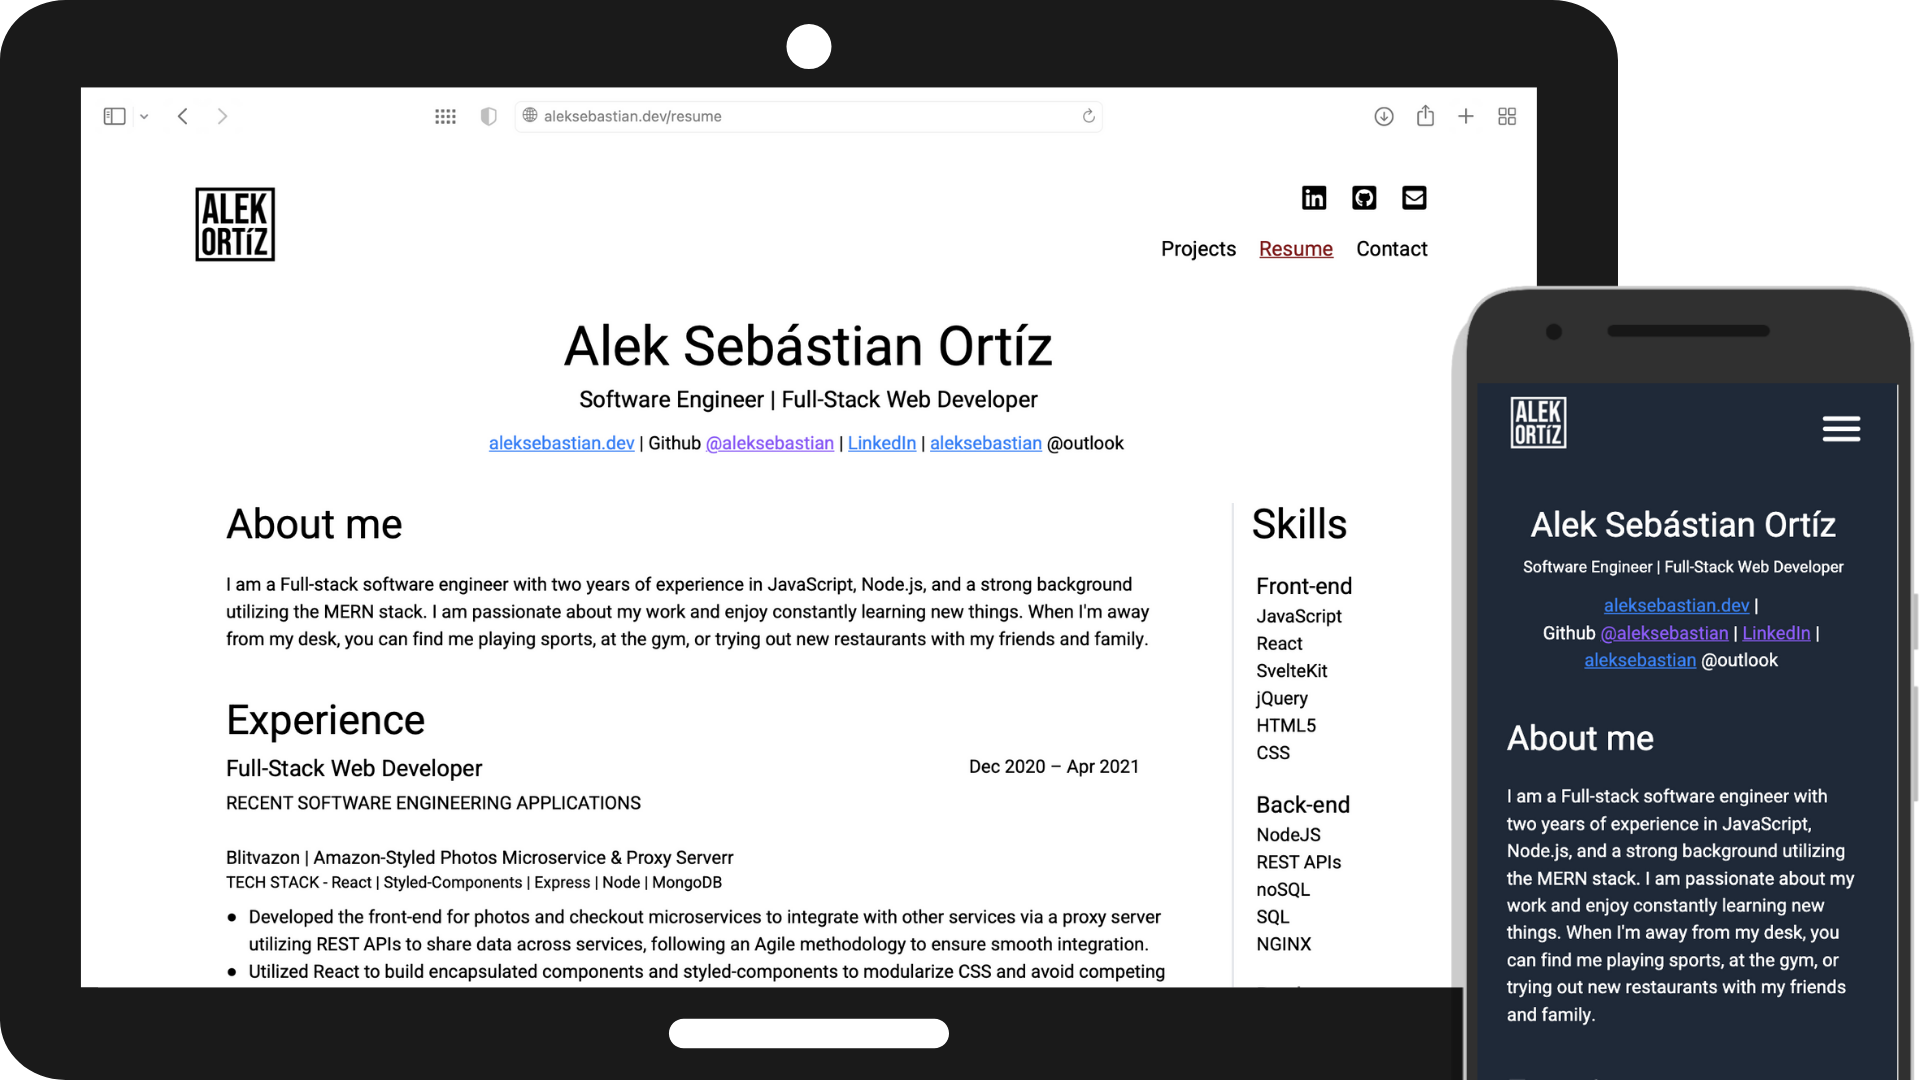 aleksebastian.dev/resume
ALEK
ORTíZ
Projects Resume Contact
Alek Sebástian Ortíz
Software Engineer | Full-Stack Web Developer
aleksebastian.dev | Github @aleksebastian | LinkedIn | aleksebastian @outlook
About me
I am a Full-stack software engineer with two years of experience in JavaScript, Node.js, and a strong background
utilizing the MERN stack. I am passionate about my work and enjoy constantly learning new things. When I'm away
from my desk, you can find me playing sports, at the gym, or trying out new restaurants with my friends and family.
Experience
Full-Stack Web Developer Dec 2020 – Apr 2021
RECENT SOFTWARE ENGINEERING APPLICATIONS
Blitvazon | Amazon-Styled Photos Microservice & Proxy Serverr
TECH STACK - React | Styled-Components | Express | Node | MongoDB
● Developed the front-end for photos and checkout microservices to integrate with other services via a proxy server
utilizing REST APIs to share data across services, following an Agile methodology to ensure smooth integration.
● Utilized React to build encapsulated components and styled-components to modularize CSS and avoid competing
Skills
Front-end
JavaScript
React
SvelteKit
jQuery
HTML5
CSS
Back-end
NodeJS
REST APIs
noSQL
SQL
NGINX
ALEK
ORTíZ
Alek Sebástian Ortíz
Software Engineer | Full-Stack Web Developer
aleksebastian.dev |
Github @aleksebastian | LinkedIn |
aleksebastian @outlook
About me
I am a Full-stack software engineer with
two years of experience in JavaScript,
Node.js, and a strong background utilizing
the MERN stack. I am passionate about my
work and enjoy constantly learning new
things. When I'm away from my desk, you
can find me playing sports, at the gym, or
trying out new restaurants with my friends
and family.